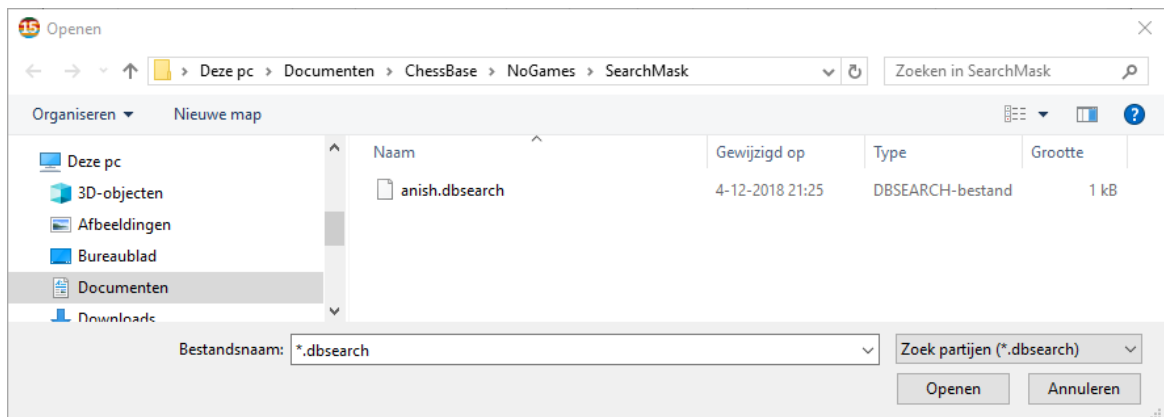 15 Openen
Deze pc > Documenten > ChessBase > NoGames > SearchMask
Zoeken in SearchMask
Organiseren
Nieuwe map
Naam
Gewijzigd op
Type
Grootte
Deze pc
3D-objecten
Afbeeldingen
Bureaublad
Documenten
Downloads
anish.dbsearch
4-12-2018 21:25
DBSEARCH-bestand
1 kB
Bestandsnaam:
*.dbsearch
Zoek partijen (*.dbsearch)
Openen
Annuleren